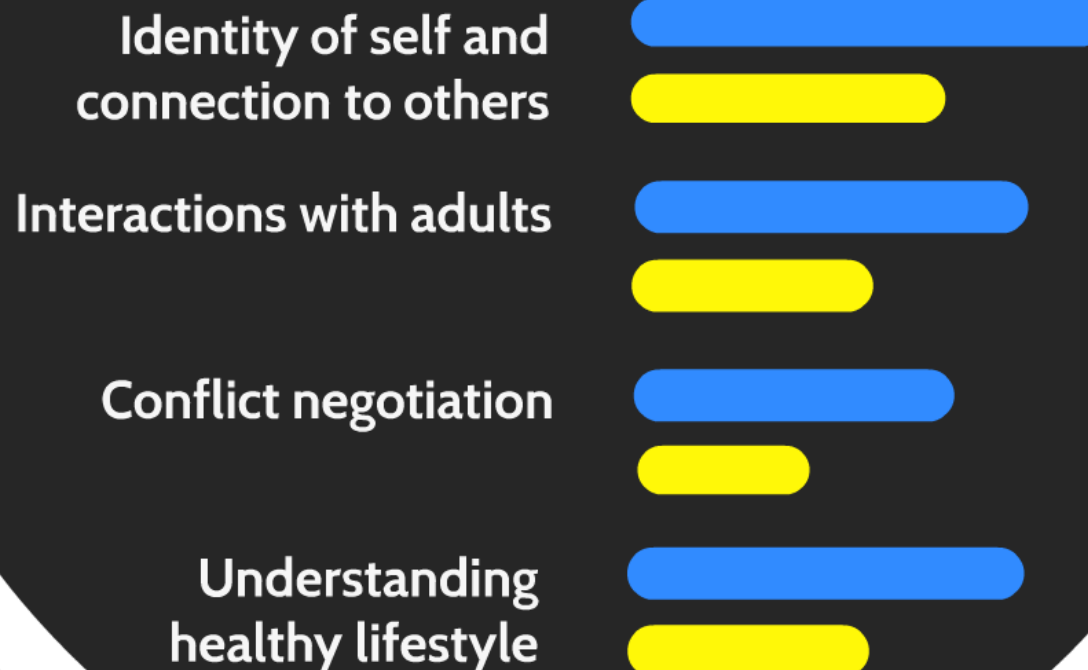 Identity of self and
connection to others
Interactions with adults
Conflict negotiation
Understanding
healthy lifestyle